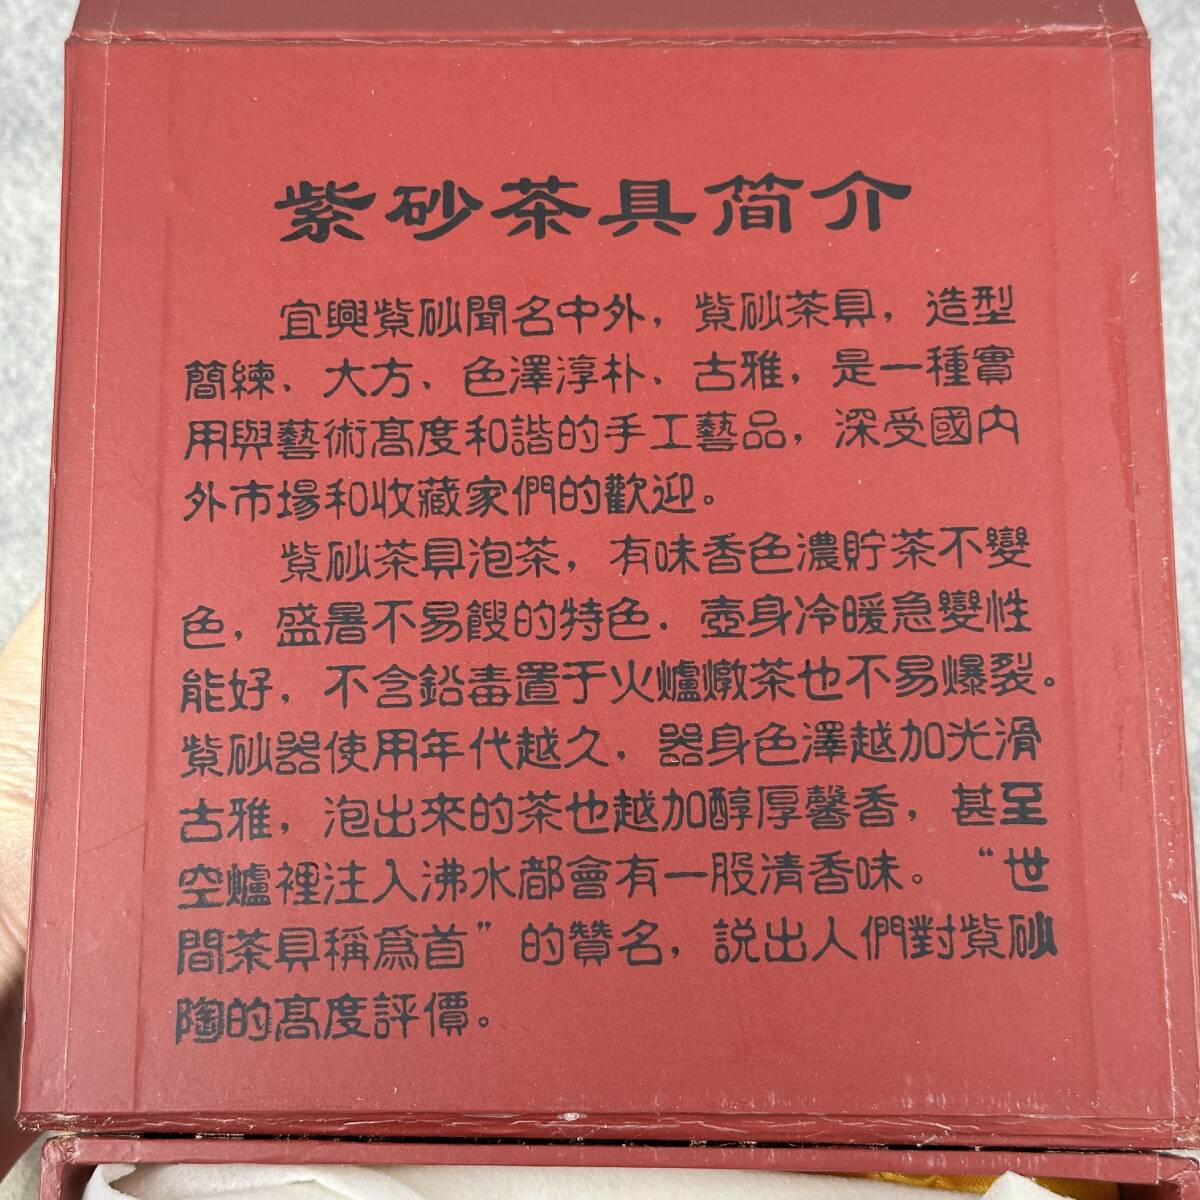 紫砂茶具简介
宜興紫砂聞名中外，紫砂茶具，造型
簡練、大方、色澤淳朴、古雅，是一種實
用與藝術高度和諧的手工藝品，深受國内
外市場和收藏家們的歡迎。
紫砂茶具泡茶，有味香色濃貯茶不變
色，盛暑不易餿的特色．壺身冷暖急變性
能好，不含鉛毒置于火爐燉茶也不易爆裂。
紫砂器使用年代越久，器身色澤越加光滑
古雅，泡出來的茶也越加醇厚馨香，甚至
空爐裡注入沸水都會有一股清香味。“世
間茶具稱爲首”的贊名，説出人們對紫砂
陶的高度評價。